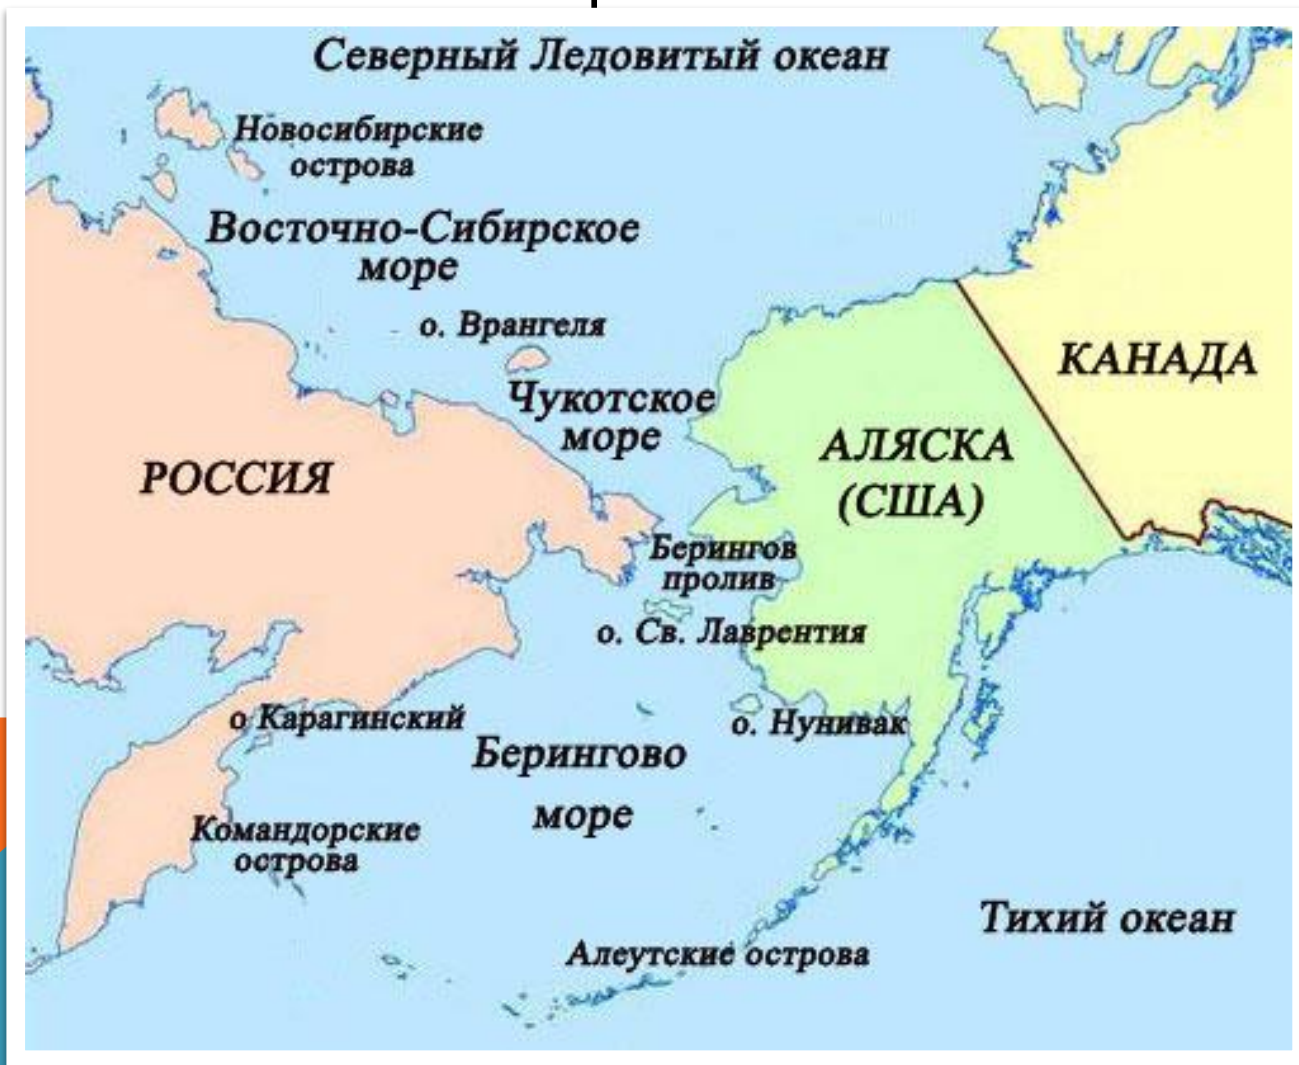 Северный Ледовитый океан
Новосибирские
острова
Восточно-Сибирское
море
о. Врангеля
Чукотское
море
КАНАДА
АЛЯСКА
(США)
РОССИЯ
Берингов
пролив
о. Св. Лаврентия
о Карагинский
о. Нунивак
Берингово
море
Командорские
острова
Тихий океан
Алеутские острова